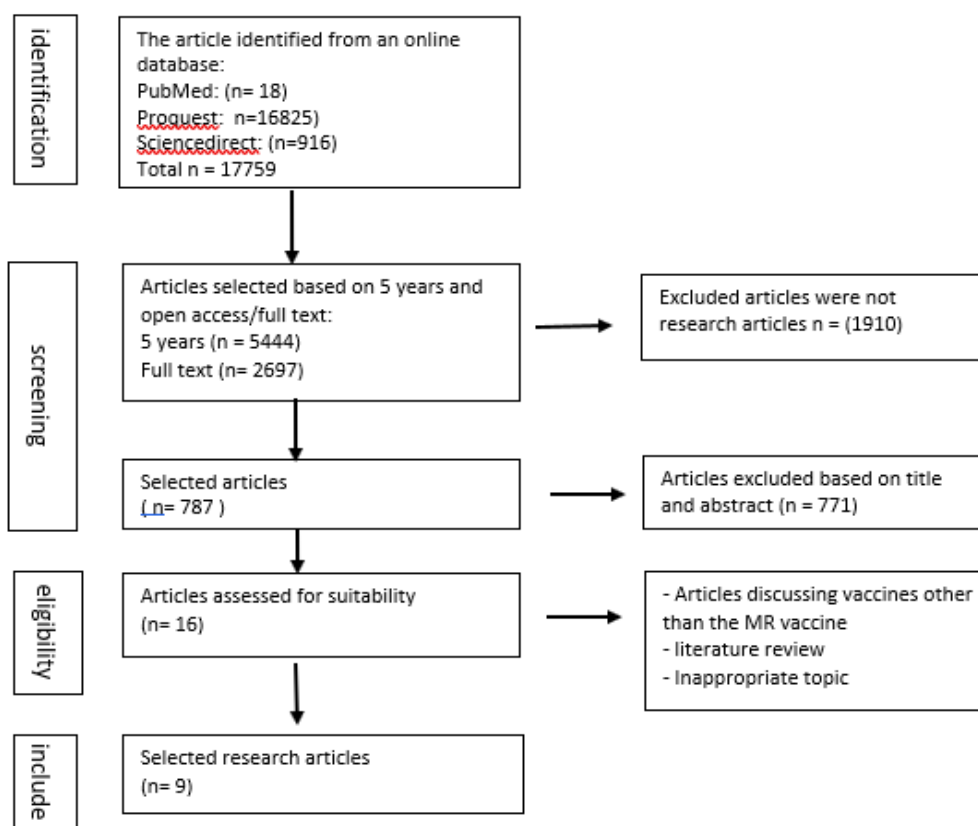 identification
The article identified from an online
database:
PubMed: (n= 18)
Proquest:  n=16825)
Sciencedirect: (n=916)
Total n = 17759
screening
Articles selected based on 5 years and
open access/full text:
5 years (n = 5444)
Full text (n= 2697)
Excluded articles were not
research articles n = (1910)
Selected articles
( n= 787 )
Articles excluded based on title
and abstract (n = 771)
eligibility
Articles assessed for suitability
(n= 16)
- Articles discussing vaccines other
than the MR vaccine
- literature review
- Inappropriate topic
include
Selected research articles
(n= 9)